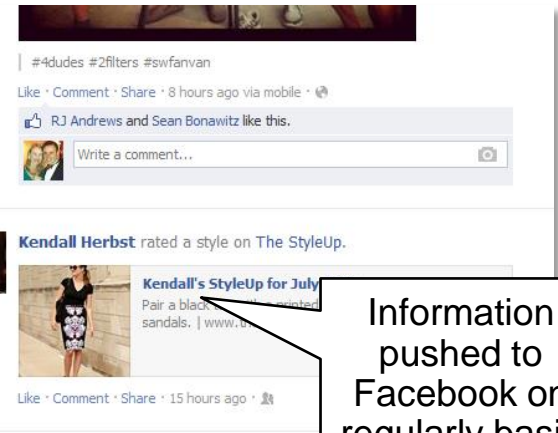 #4dudes #2filters #swfanvan
Like · Comment · Share · 8 hours ago via mobile ·
RJ Andrews and Sean Bonawitz like this.
Write a comment...
Kendall Herbst rated a style on The StyleUp.
Kendall's StyleUp for July
Pair a black printed
sandals. | www.
Like · Comment · Share · 15 hours ago ·
Information
pushed to
Facebook on
regularly